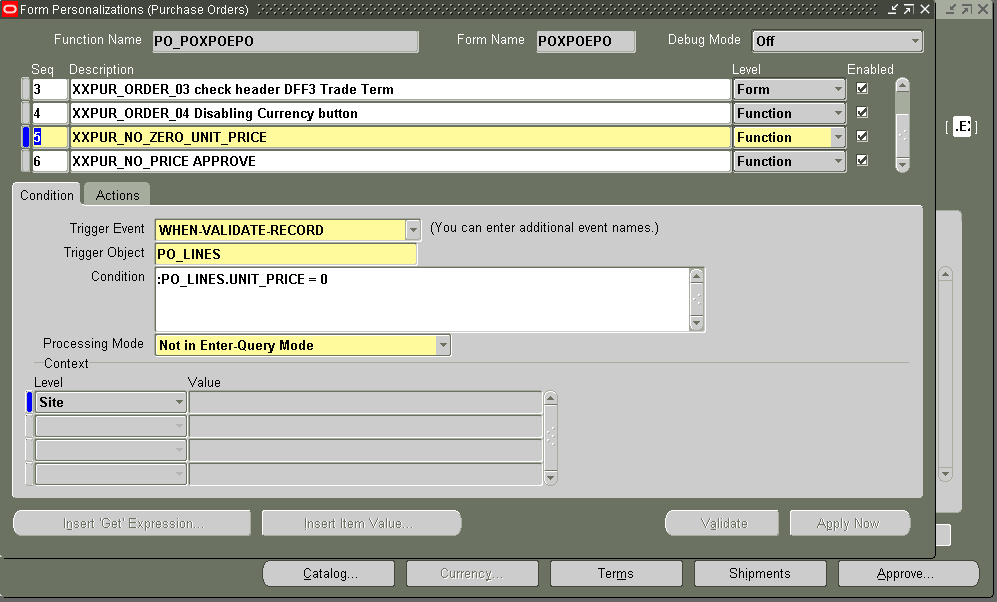 Form Personalizations (Purchase Orders)
Function Name PO_POXPOEPO Form Name POXPOEPO Debug Mode Off
Seq Description Level Enabled
3 XXPUR_ORDER_03 check header DFF3 Trade Term Form
4 XXPUR_ORDER_04 Disabling Currency button Function
5 XXPUR_NO_ZERO_UNIT_PRICE Function
6 XXPUR_NO_PRICE APPROVE Function
[ .E: ]
Condition Actions
Trigger Event WHEN-VALIDATE-RECORD (You can enter additional event names.)
Trigger Object PO_LINES
Condition :PO_LINES.UNIT_PRICE = 0
Processing Mode Not in Enter-Query Mode
Context
Level Value
Site
Insert 'Get' Expression... Insert Item Value... Validate Apply Now
Catalog... Currency... Terms Shipments Approve...